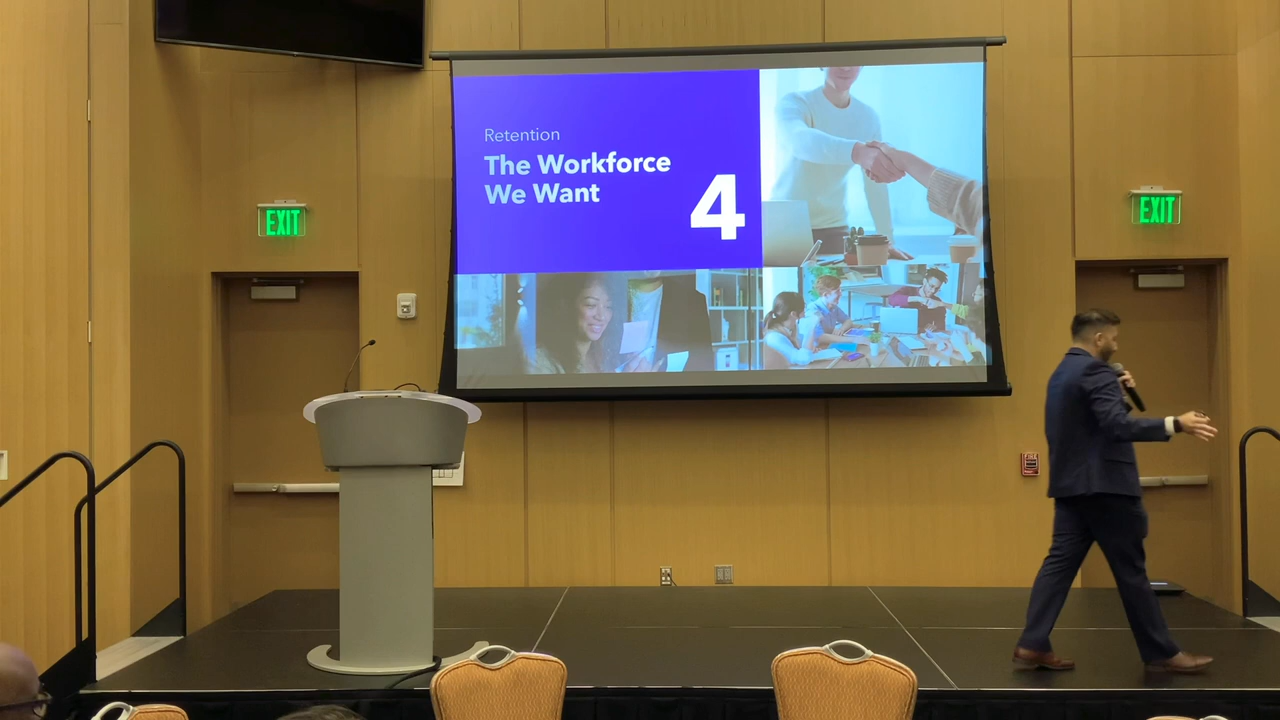 Retention
The Workforce
We Want
4
EXIT
EXIT